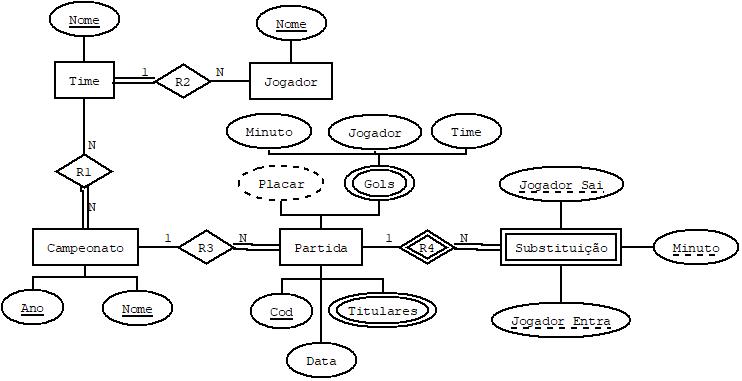 Nome
Nome
Time
1
R2
N
Jogador
Minuto
Jogador
Time
N
R1
N
Placar
Gols
Jogador Sai
Campeonato
1
R3
N
Partida
1
R4
N
Substituição
Minuto
Ano
Nome
Cod
Titulares
Jogador Entra
Data